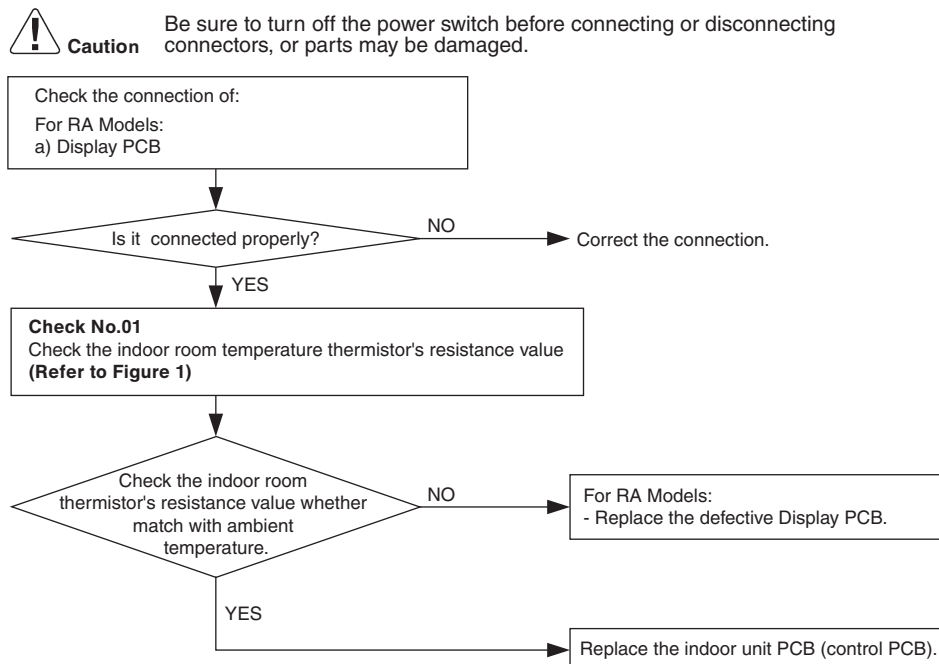 Caution
Be sure to turn off the power switch before connecting or disconnecting
connectors, or parts may be damaged.
Check the connection of:
For RA Models:
a) Display PCB
Is it connected properly?
NO
Correct the connection.
YES
Check No.01
Check the indoor room temperature thermistor's resistance value
(Refer to Figure 1)
Check the indoor room
thermistor's resistance value whether
match with ambient
temperature.
NO
For RA Models:
- Replace the defective Display PCB.
YES
Replace the indoor unit PCB (control PCB).